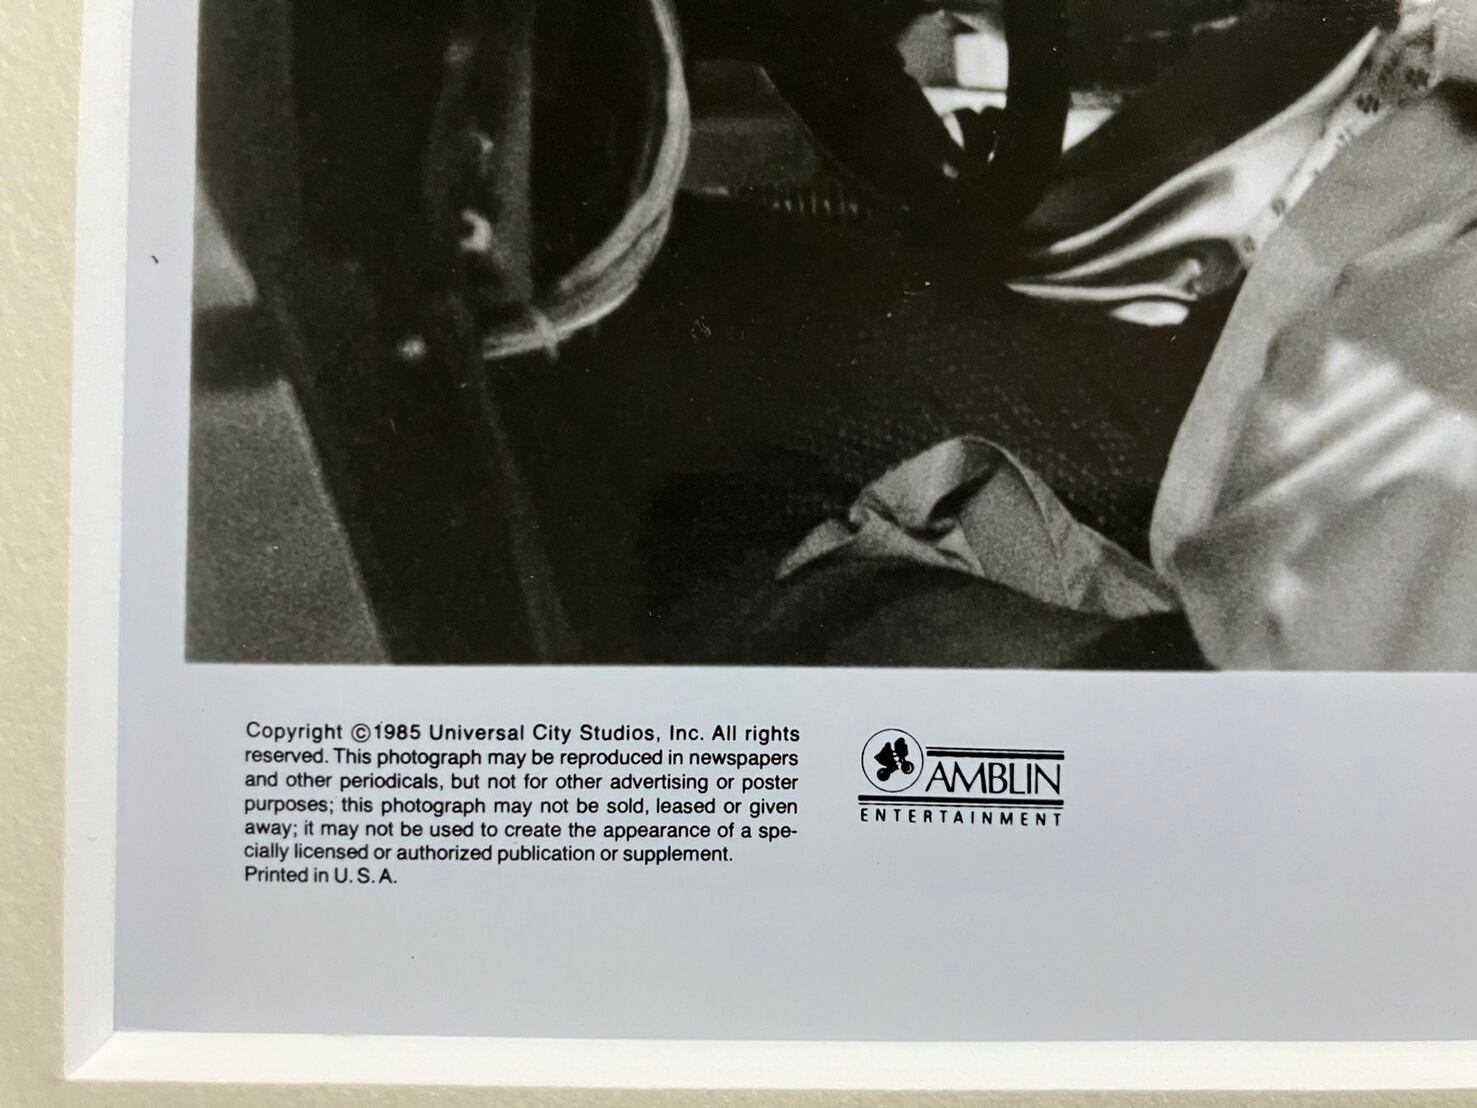 Copyright ©1985 Universal City Studios, Inc. All rights
reserved. This photograph may be reproduced in newspapers
and other periodicals, but not for other advertising or poster
purposes; this photograph may not be sold, leased or given
away; it may not be used to create the appearance of a spe-
cially licensed or authorized publication or supplement.
Printed in U.S.A.
AMBLIN
ENTERTAINMENT